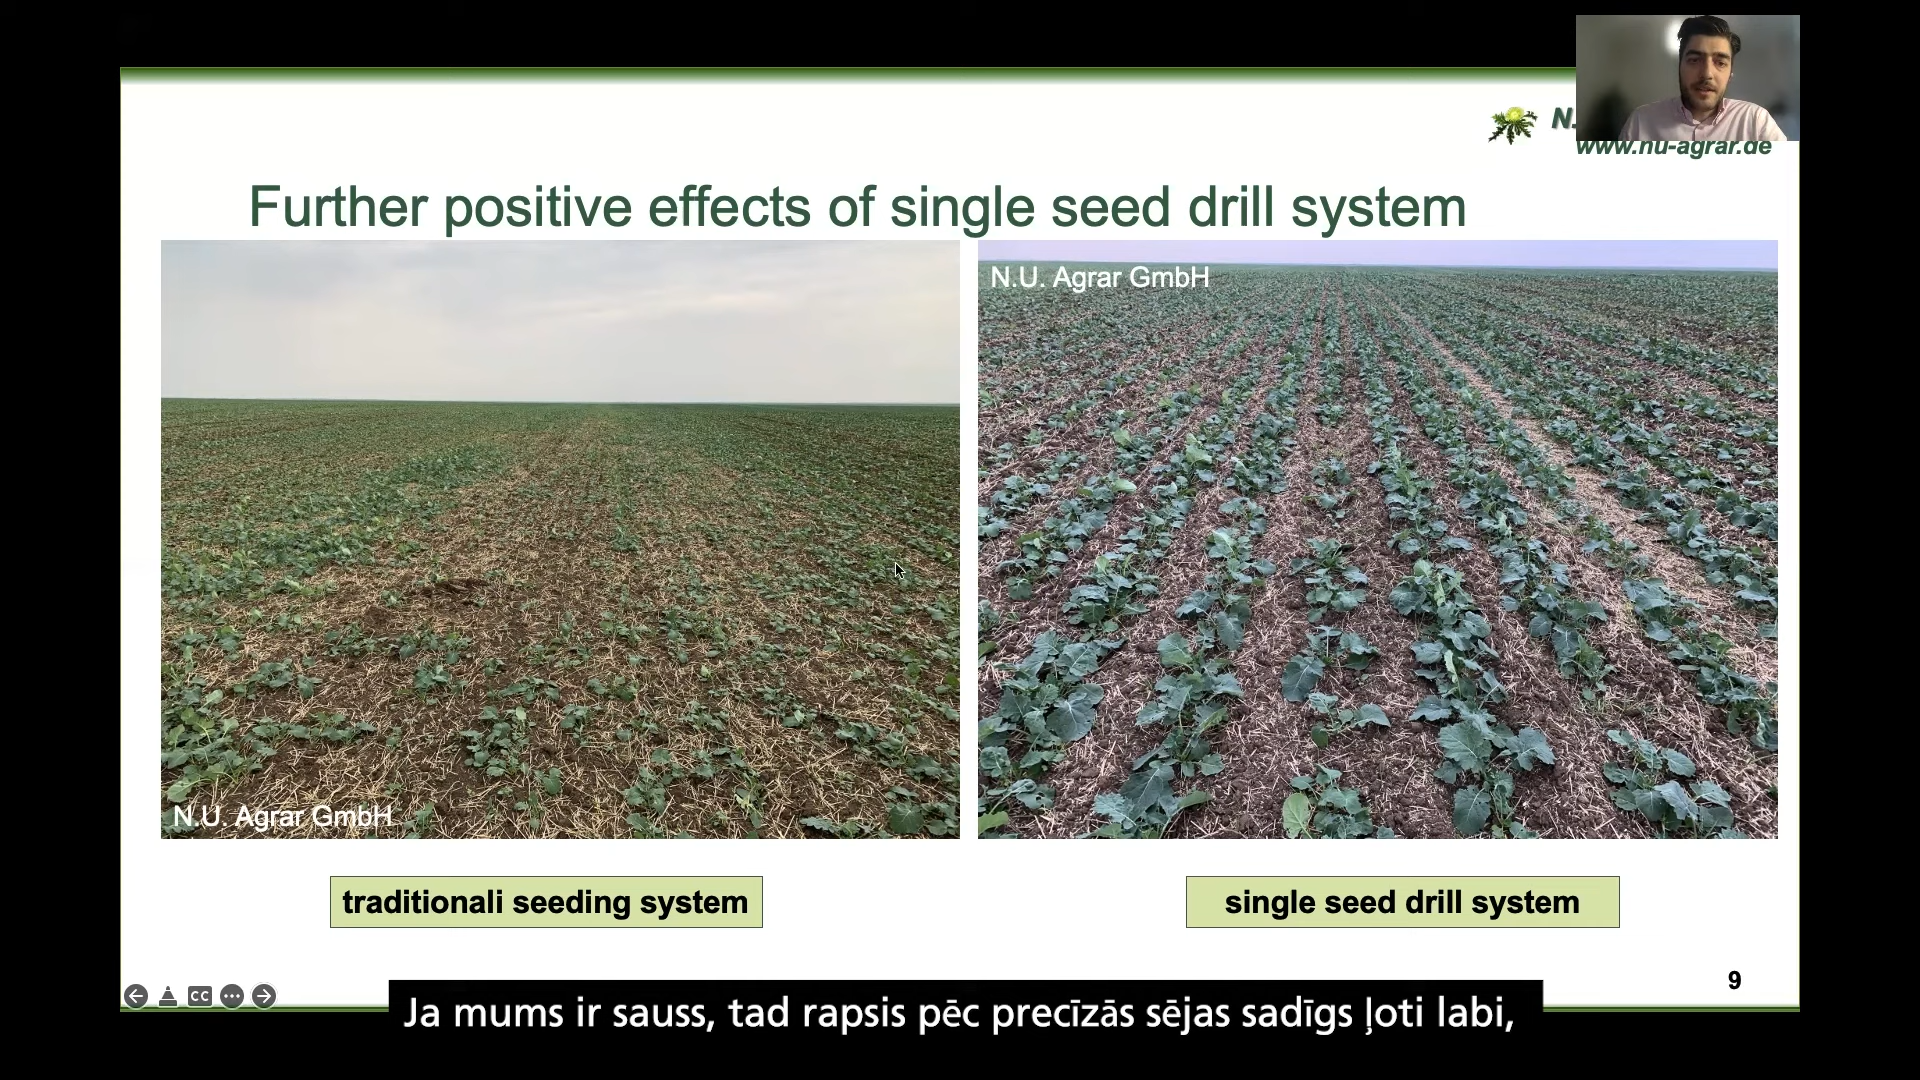 N.
www.nu-agrar.de
Further positive effects of single seed drill system
N.U. Agrar GmbH
N.U. Agrar GmbH
traditionali seeding system
single seed drill system
9
CC
Ja mums ir sauss, tad rapsis pēc precīzās sējas sadīgs ļoti labi,